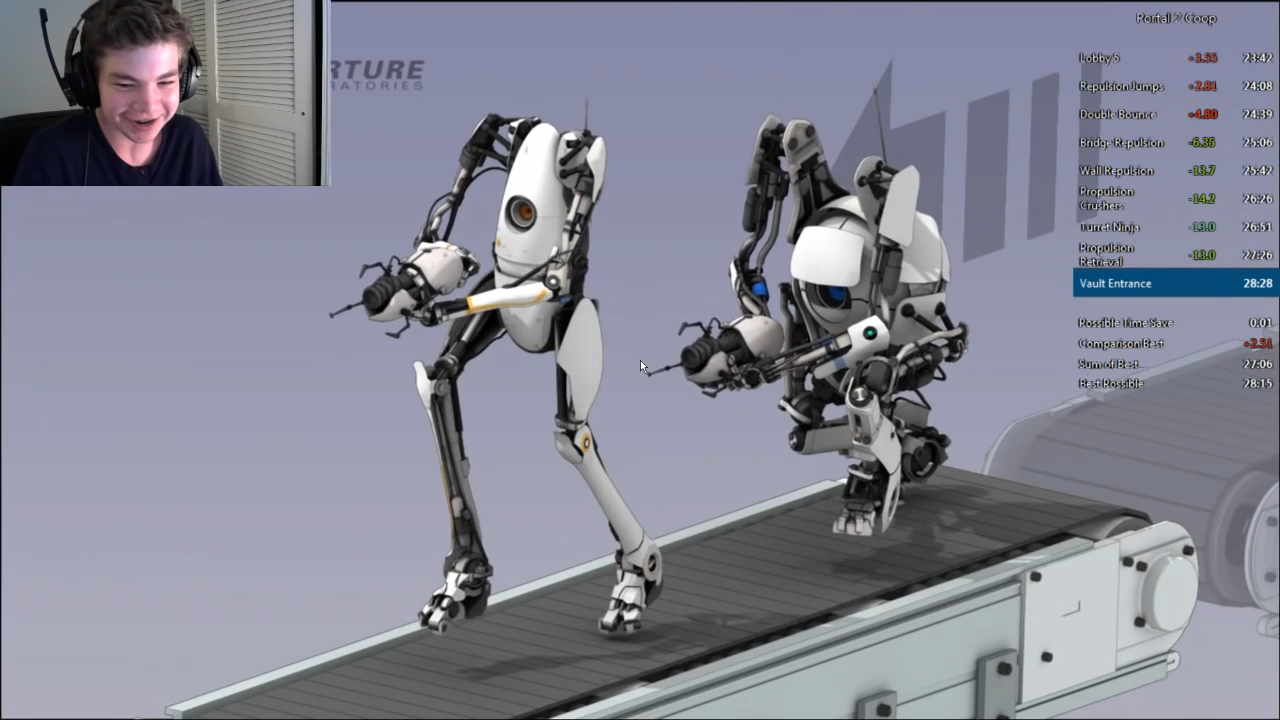 RTURE
RATORIES
Portal 2 Coop
Lobby 5 +3.55 23:42
Repulsion Jumps +2.81 24:08
Double Bounce +4.80 24:39
Bridge Repulsion -6.35 25:06
Wall Repulsion -13.7 25:42
Propulsion
Crushers -14.2 26:26
Turret Ninja -13.0 26:51
Propulsion
Retrieval -13.0 27:26
Vault Entrance 28:28
Possible Time Save 0.01
Comparison Best +2.51
Sum of Best 27:06
Best Possible 28:15